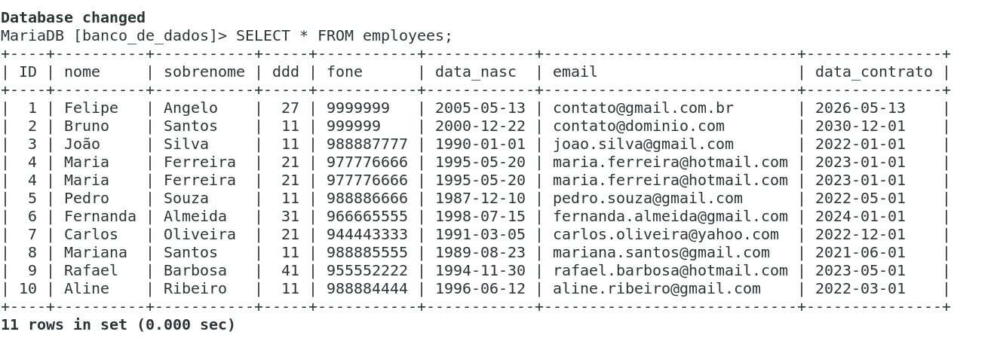 Database changed
MariaDB [banco_de_dados]> SELECT * FROM employees;
+----+----------+-----------+-----+-----------+------------+----------------------------+---------------+
| ID | nome     | sobrenome | ddd | fone      | data_nasc  | email                      | data_contrato |
+----+----------+-----------+-----+-----------+------------+----------------------------+---------------+
|  1 | Felipe   | Angelo    |  27 | 9999999   | 2005-05-13 | contato@gmail.com.br       | 2026-05-13    |
|  2 | Bruno    | Santos    |  11 | 999999    | 2000-12-22 | contato@dominio.com        | 2030-12-01    |
|  3 | João     | Silva     |  11 | 988887777 | 1990-01-01 | joao.silva@gmail.com       | 2022-01-01    |
|  4 | Maria    | Ferreira  |  21 | 977776666 | 1995-05-20 | maria.ferreira@hotmail.com | 2023-01-01    |
|  4 | Maria    | Ferreira  |  21 | 977776666 | 1995-05-20 | maria.ferreira@hotmail.com | 2023-01-01    |
|  5 | Pedro    | Souza     |  11 | 988886666 | 1987-12-10 | pedro.souza@gmail.com      | 2022-05-01    |
|  6 | Fernanda | Almeida   |  31 | 966665555 | 1998-07-15 | fernanda.almeida@gmail.com | 2024-01-01    |
|  7 | Carlos   | Oliveira  |  21 | 944443333 | 1991-03-05 | carlos.oliveira@yahoo.com  | 2022-12-01    |
|  8 | Mariana  | Santos    |  11 | 988885555 | 1989-08-23 | mariana.santos@gmail.com   | 2021-06-01    |
|  9 | Rafael   | Barbosa   |  41 | 955552222 | 1994-11-30 | rafael.barbosa@hotmail.com | 2023-05-01    |
| 10 | Aline    | Ribeiro   |  11 | 988884444 | 1996-06-12 | aline.ribeiro@gmail.com    | 2022-03-01    |
+----+----------+-----------+-----+-----------+------------+----------------------------+---------------+
11 rows in set (0.000 sec)